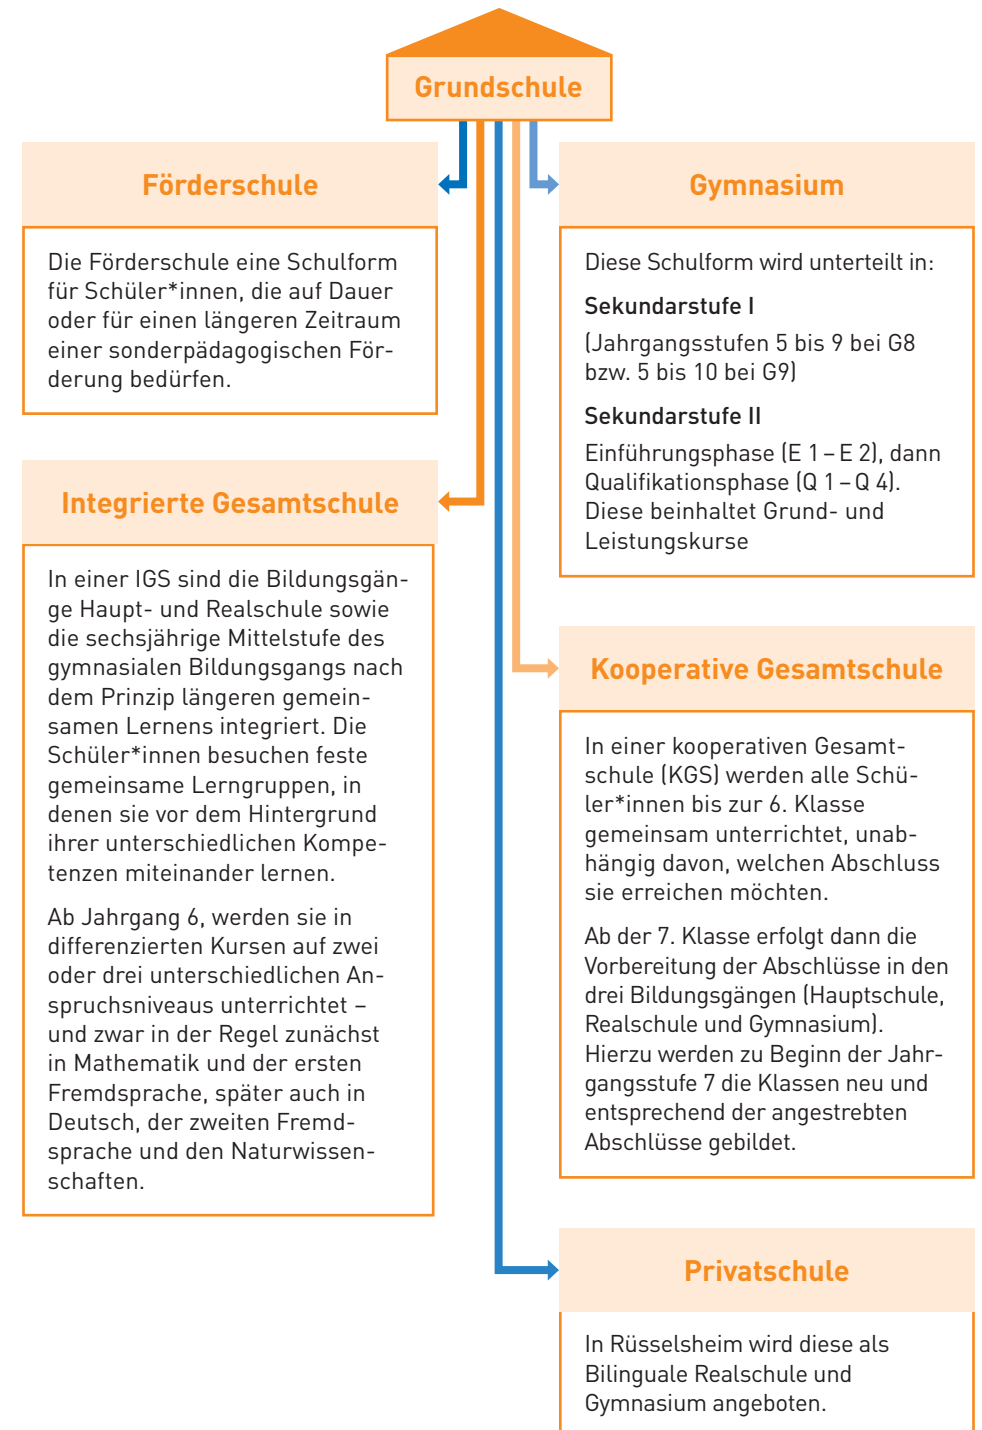 Grundschule
Förderschule
Die Förderschule eine Schulform
für Schüler*innen, die auf Dauer
oder für einen längeren Zeitraum
einer sonderpädagogischen För-
derung bedürfen.
Integrierte Gesamtschule
In einer IGS sind die Bildungsgän-
ge Haupt- und Realschule sowie
die sechsjährige Mittelstufe des
gymnasialen Bildungsgangs nach
dem Prinzip längeren gemein-
samen Lernens integriert. Die
Schüler*innen besuchen feste
gemeinsame Lerngruppen, in
denen sie vor dem Hintergrund
ihrer unterschiedlichen Kompe-
tenzen miteinander lernen.
Ab Jahrgang 6, werden sie in
differenzierten Kursen auf zwei
oder drei unterschiedlichen An-
spruchsniveaus unterrichtet –
und zwar in der Regel zunächst
in Mathematik und der ersten
Fremdsprache, später auch in
Deutsch, der zweiten Fremd-
sprache und den Naturwissen-
schaften.
Gymnasium
Diese Schulform wird unterteilt in:
Sekundarstufe I
(Jahrgangsstufen 5 bis 9 bei G8
bzw. 5 bis 10 bei G9)
Sekundarstufe II
Einführungsphase (E 1 – E 2), dann
Qualifikationsphase (Q 1 – Q 4).
Diese beinhaltet Grund- und
Leistungskurse
Kooperative Gesamtschule
In einer kooperativen Gesamt-
schule (KGS) werden alle Schü-
ler*innen bis zur 6. Klasse
gemeinsam unterrichtet, unab-
hängig davon, welchen Abschluss
sie erreichen möchten.
Ab der 7. Klasse erfolgt dann die
Vorbereitung der Abschlüsse in den
drei Bildungsgängen (Hauptschule,
Realschule und Gymnasium).
Hierzu werden zu Beginn der Jahr-
gangsstufe 7 die Klassen neu und
entsprechend der angestrebten
Abschlüsse gebildet.
Privatschule
In Rüsselsheim wird diese als
Bilinguale Realschule und
Gymnasium angeboten.